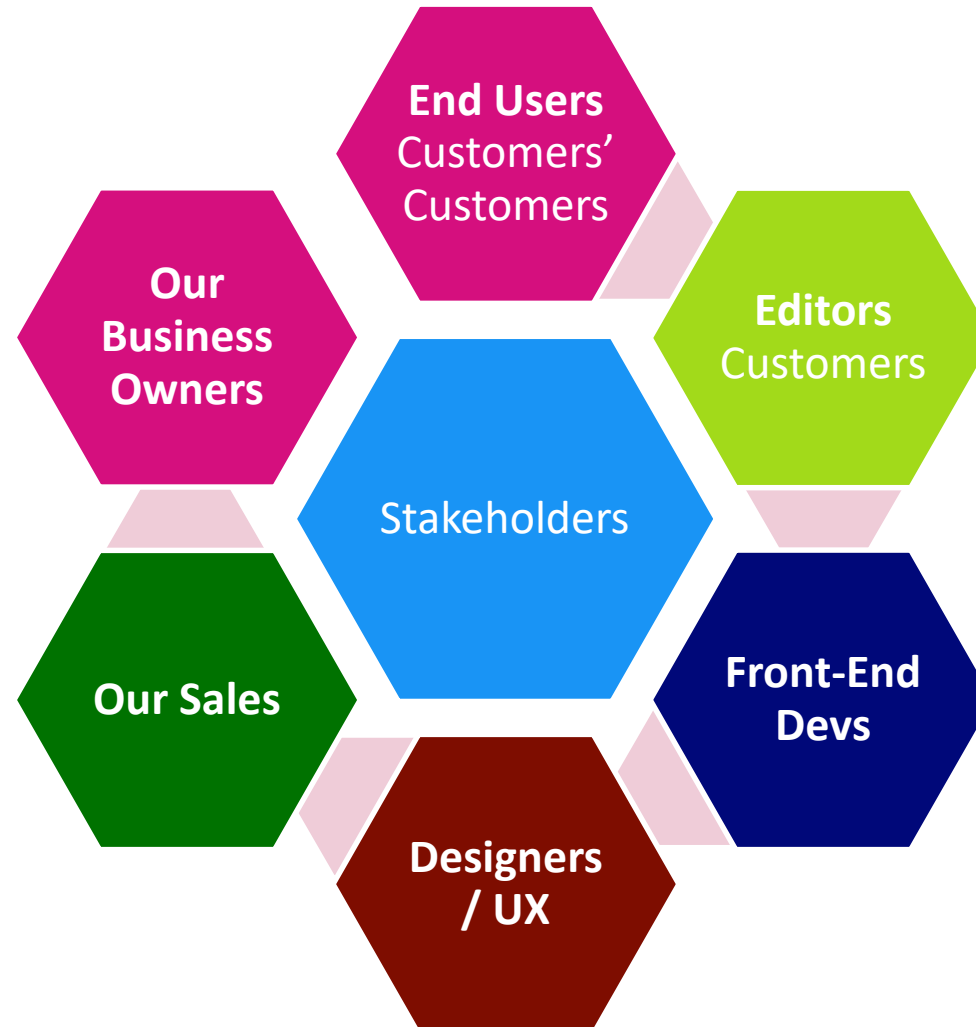 End Users
Customers’
Customers
Editors
Customers
Front-End
Devs
Designers
/ UX
Our Sales
Our
Business
Owners
Stakeholders